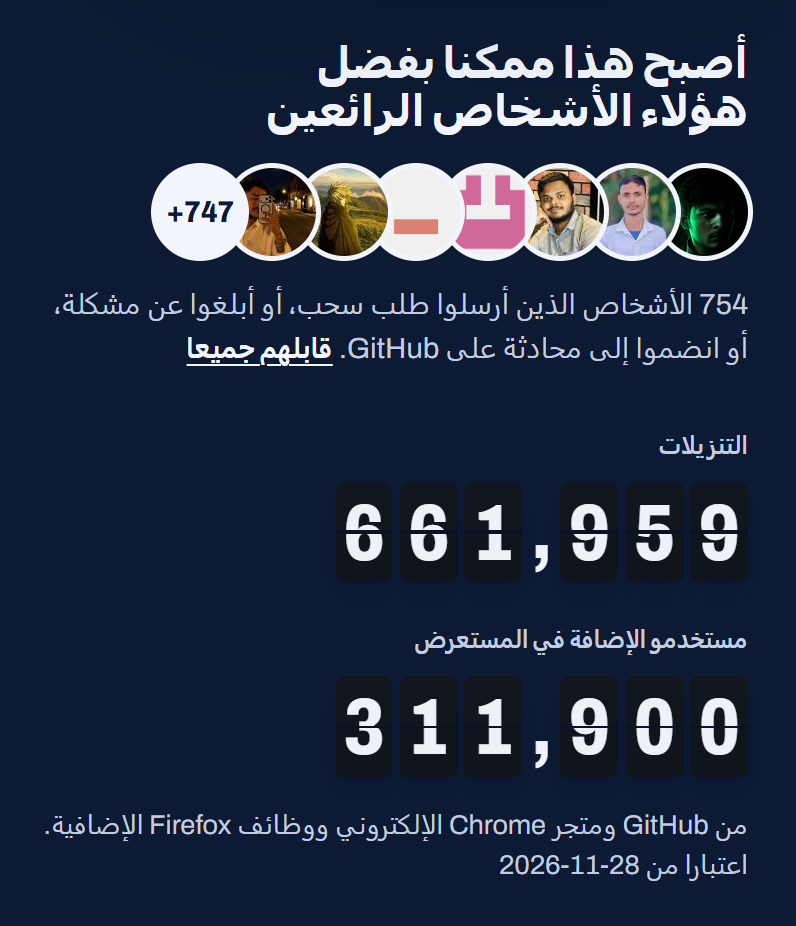 أصبح هذا ممكنا بفضل
هؤلاء الأشخاص الرائعين
+747
754 الأشخاص الذين أرسلوا طلب سحب، أو أبلغوا عن مشكلة،
أو انضموا إلى محادثة على GitHub. قابلهم جميعا
التنزيلات
661,959
مستخدمو الإضافة في المستعرض
311,900
من GitHub ومتجر Chrome الإلكتروني ووظائف Firefox الإضافية.
اعتبارا من 28-11-2026